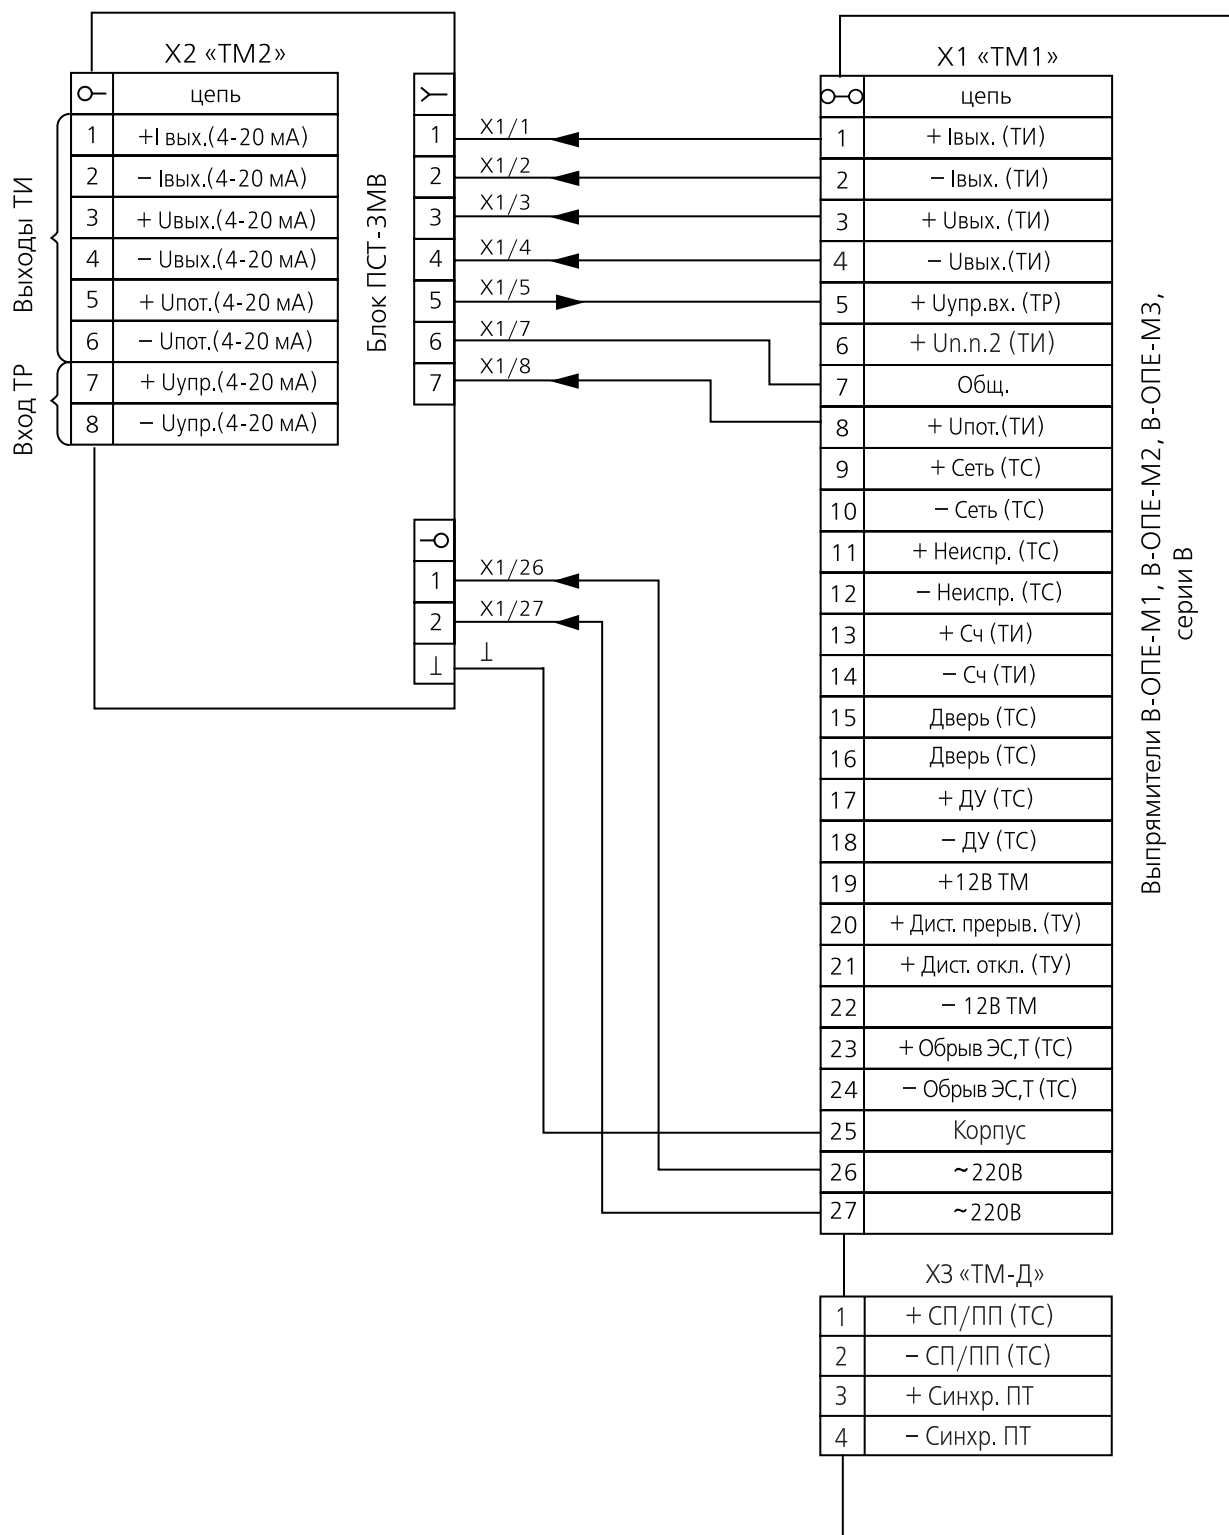 X2 «ТМ2»
цепь
1 +I вых.(4-20 мА)
2 – Iвых.(4-20 мА)
3 + Uвых.(4-20 мА)
4 – Uвых.(4-20 мА)
5 + Uпот.(4-20 мА)
6 – Uпот.(4-20 мА)
7 + Uупр.(4-20 мА)
8 – Uупр.(4-20 мА)
Выходы ТИ
Вход ТР
Блок ПСТ-3МВ
1 X1/1
2 X1/2
3 X1/3
4 X1/4
5 X1/5
6 X1/7
7 X1/8
1 X1/26
2 X1/27
⊥ ⊥
X1 «ТМ1»
цепь
1 + Iвых. (ТИ)
2 – Iвых. (ТИ)
3 + Uвых. (ТИ)
4 – Uвых.(ТИ)
5 + Uупр.вх. (ТР)
6 + Uп.п.2 (ТИ)
7 Общ.
8 + Uпот.(ТИ)
9 + Сеть (ТС)
10 – Сеть (ТС)
11 + Неиспр. (ТС)
12 – Неиспр. (ТС)
13 + Сч (ТИ)
14 – Сч (ТИ)
15 Дверь (ТС)
16 Дверь (ТС)
17 + ДУ (ТС)
18 – ДУ (ТС)
19 +12В ТМ
20 + Дист. прерыв. (ТУ)
21 + Дист. откл. (ТУ)
22 – 12В ТМ
23 + Обрыв ЭС,Т (ТС)
24 – Обрыв ЭС,Т (ТС)
25 Корпус
26 ~220В
27 ~220В
X3 «ТМ-Д»
1 + СП/ПП (ТС)
2 – СП/ПП (ТС)
3 + Синхр. ПТ
4 – Синхр. ПТ
Выпрямители В-ОПЕ-М1, В-ОПЕ-М2, В-ОПЕ-М3,
серии В